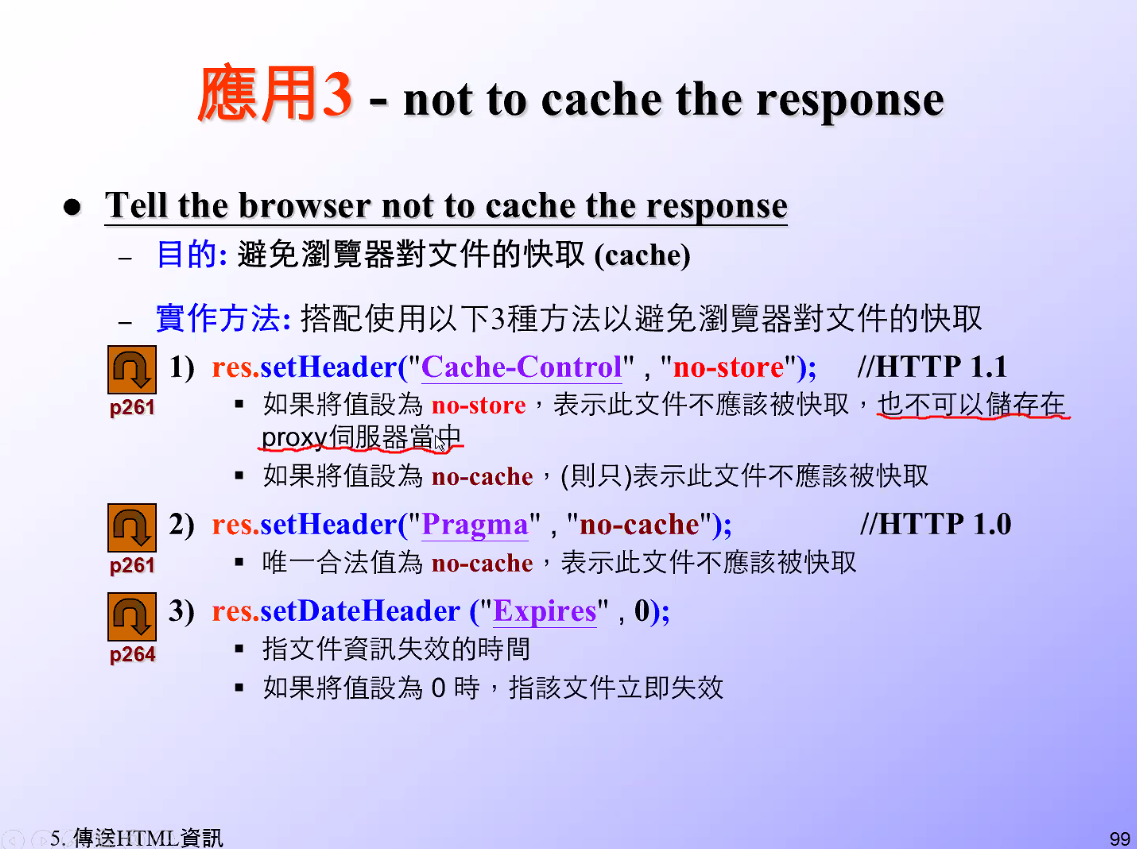 應用3 - not to cache the response
● Tell the browser not to cache the response
– 目的: 避免瀏覽器對文件的快取 (cache)
– 實作方法: 搭配使用以下3種方法以避免瀏覽器對文件的快取
1) res.setHeader("Cache-Control" , "no-store"); //HTTP 1.1
p261
▪ 如果將值設為 no-store，表示此文件不應該被快取，也不可以儲存在
proxy伺服器當中
▪ 如果將值設為 no-cache，(則只)表示此文件不應該被快取
2) res.setHeader("Pragma" , "no-cache"); //HTTP 1.0
p261
▪ 唯一合法值為 no-cache，表示此文件不應該被快取
3) res.setDateHeader ("Expires" , 0);
p264
▪ 指文件資訊失效的時間
▪ 如果將值設為 0 時，指該文件立即失效
5. 傳送HTML資訊
99